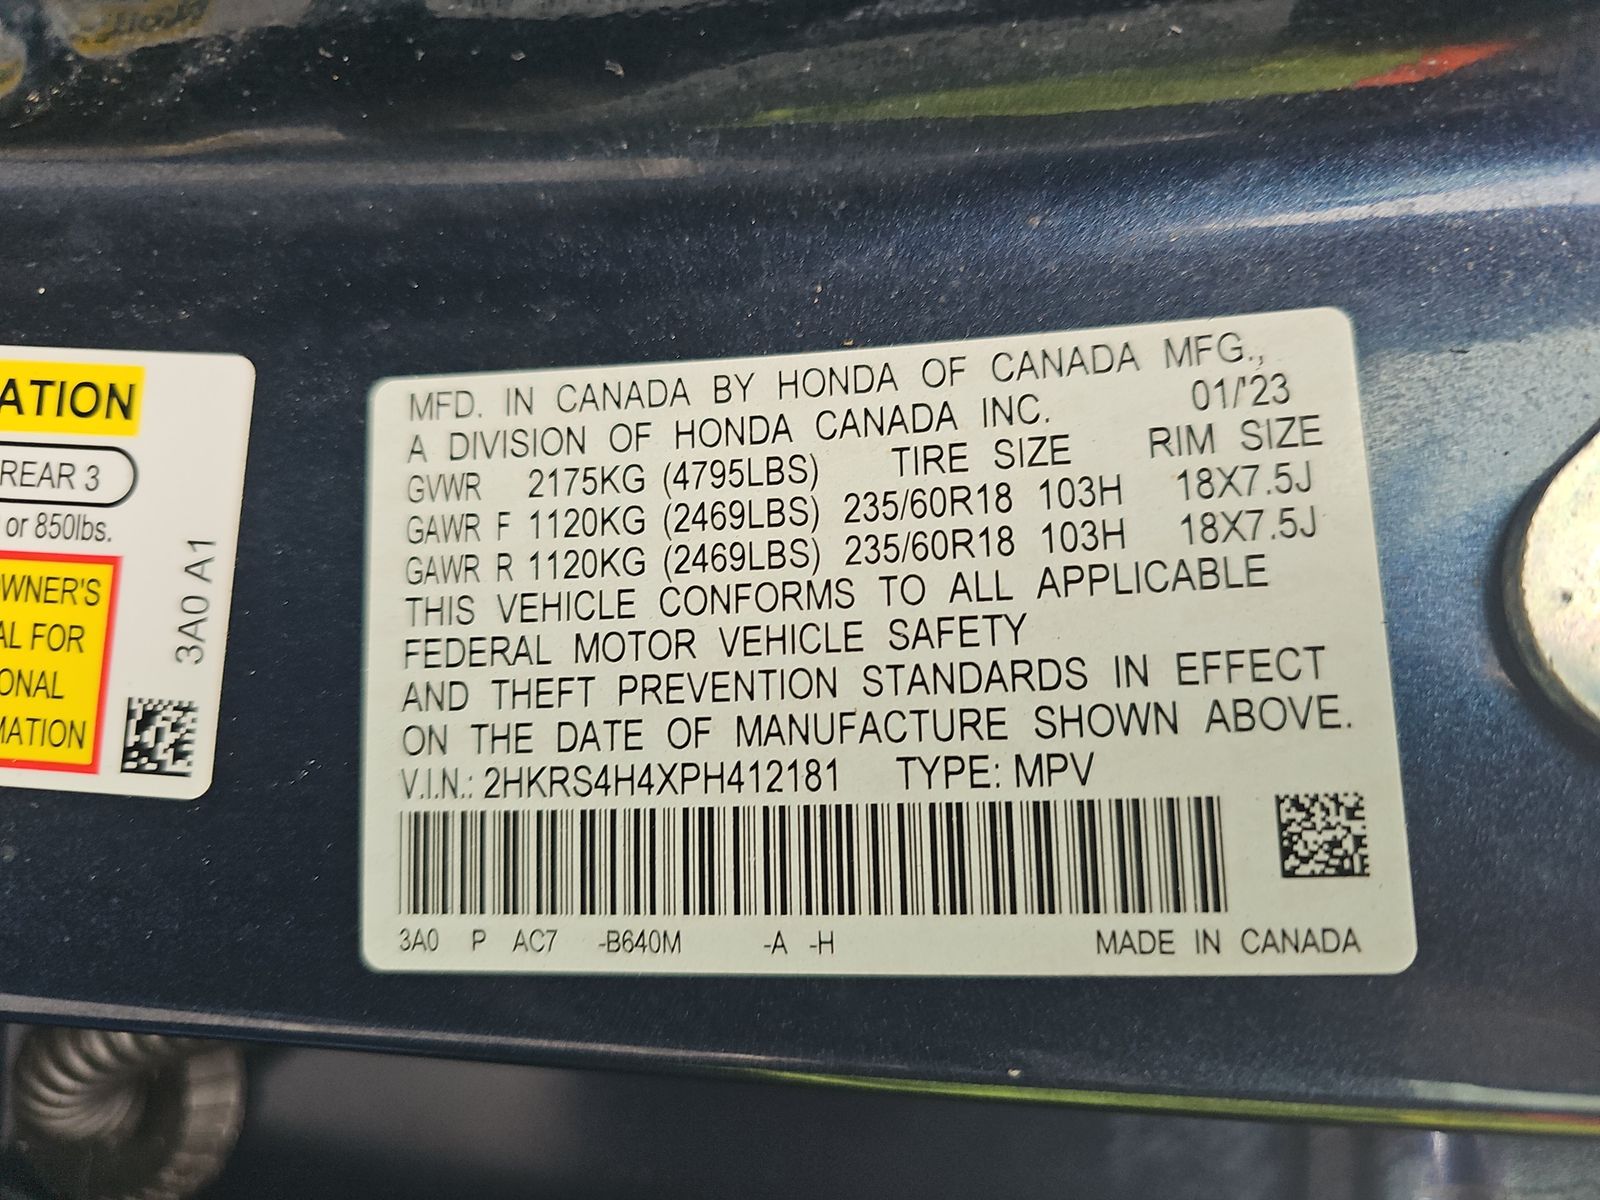 ATION
REAR 3
or 850lbs.
OWNER'S
AL FOR
ONAL
MATION
3A0 A1
MFD. IN CANADA BY HONDA OF CANADA MFG.,
A DIVISION OF HONDA CANADA INC. 01/'23
GVWR 2175KG (4795LBS) TIRE SIZE RIM SIZE
GAWR F 1120KG (2469LBS) 235/60R18 103H 18X7.5J
GAWR R 1120KG (2469LBS) 235/60R18 103H 18X7.5J
THIS VEHICLE CONFORMS TO ALL APPLICABLE
FEDERAL MOTOR VEHICLE SAFETY
AND THEFT PREVENTION STANDARDS IN EFFECT
ON THE DATE OF MANUFACTURE SHOWN ABOVE.
V.I.N.: 2HKRS4H4XPH412181 TYPE: MPV
3A0 P AC7 -B640M -A -H MADE IN CANADA